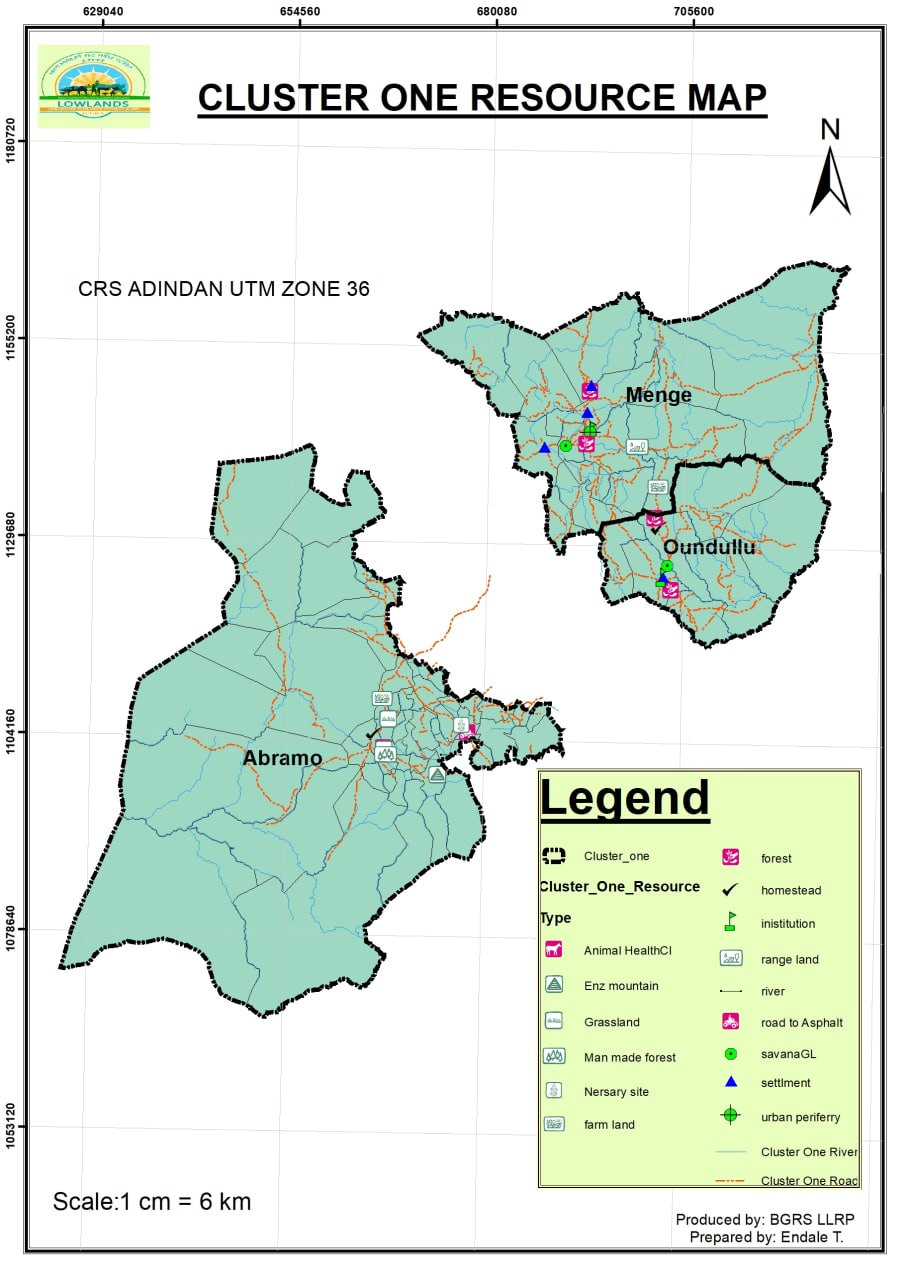 629040 654560 680080 705600
LOWLANDS
CLUSTER ONE RESOURCE MAP
N
1180720
CRS ADINDAN UTM ZONE 36
1155200
Menge
1129680
Oundullu
1104160
Abramo
Legend
Cluster_one
Cluster_One_Resource
Type
Animal HealthCl
Enz mountain
Grassland
Man made forest
Nersary site
farm land
forest
homestead
inistitution
range land
river
road to Asphalt
savanaGL
settlment
urban periferry
Cluster One River
Cluster One Road
1078640
1053120
Scale:1 cm = 6 km
Produced by: BGRS LLRP
Prepared by: Endale T.